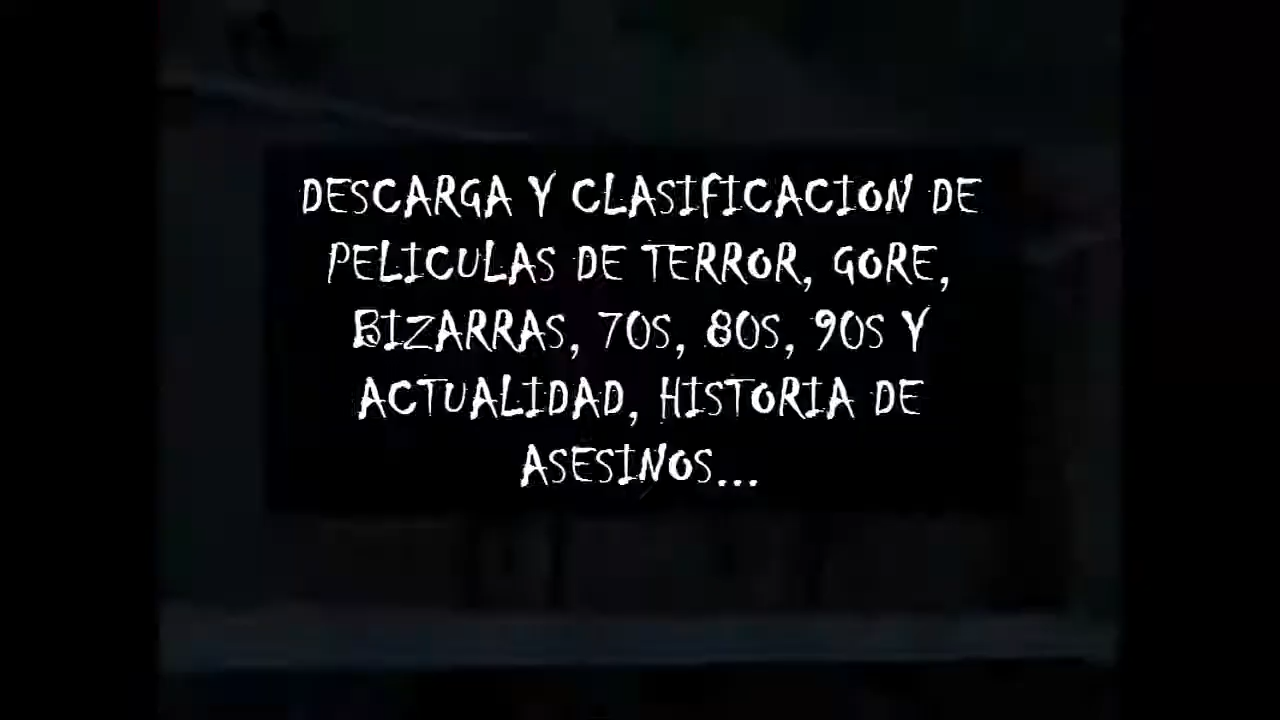 DESCARGA Y CLASIFICACION DE
PELICULAS DE TERROR, GORE,
BIZARRAS, 70S, 80S, 90S Y
ACTUALIDAD, HISTORIA DE
ASESINOS...